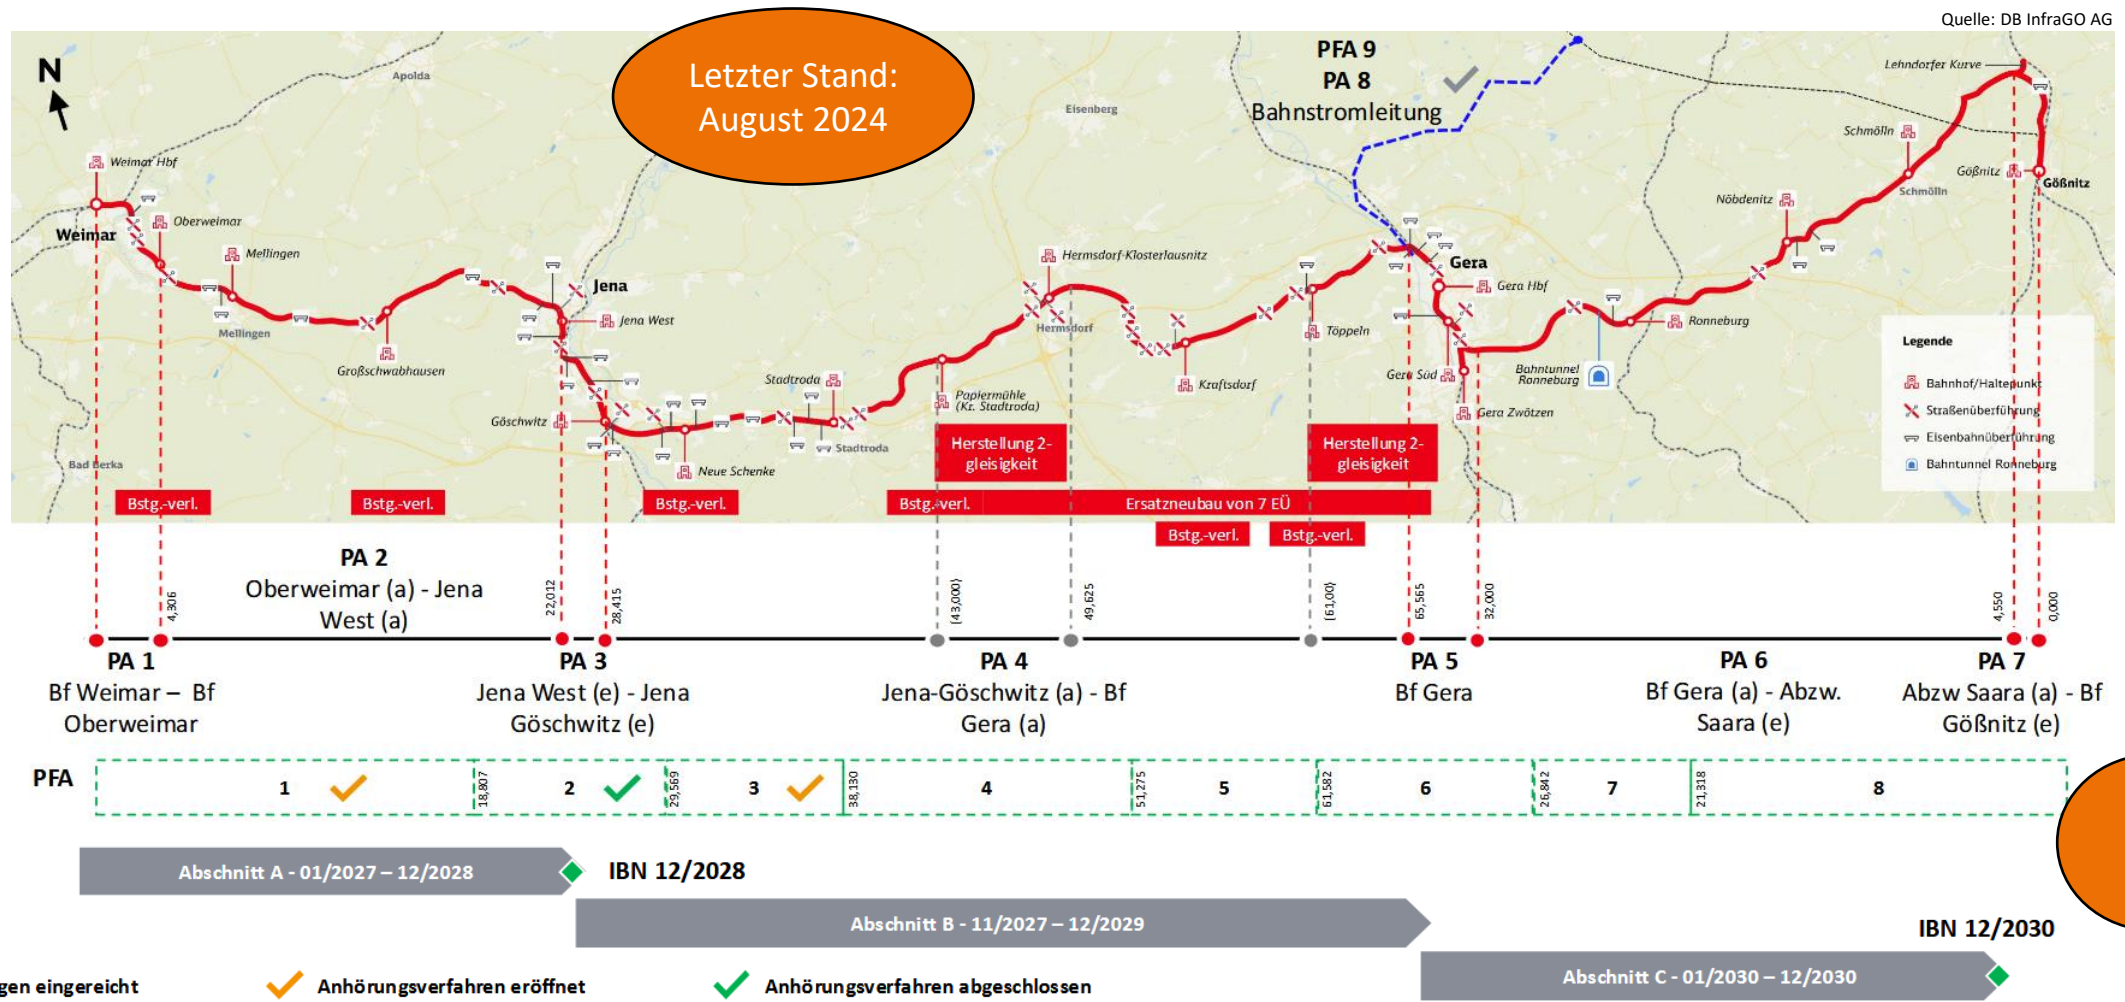 Quelle: DB InfraGO AG
N
Letzter Stand:
August 2024
PFA 9
PA 8
Bahnstromleitung
Apolda
Eisenberg
Lehndorfer Kurve
Weimar Hbf
Oberweimar
Weimar
Mellingen
Mellingen
Großschwabhausen
Jena
Jena West
Göschwitz
Neue Schenke
Stadtroda
Stadtroda
Papiermühle
(Kr. Stadtroda)
Hermsdorf-Klosterlausnitz
Hermsdorf
Kraftsdorf
Töppeln
Gera
Gera Hbf
Gera Süd
Gera Zwötzen
Bahntunnel
Ronneburg
Ronneburg
Nöbdenitz
Schmölln
Schmölln
Gößnitz
Gößnitz
Bad Berka
Legende
Bahnhof/Haltepunkt
Straßenüberführung
Eisenbahnüberführung
Bahntunnel Ronneburg
Herstellung 2-
gleisigkeit
Herstellung 2-
gleisigkeit
Bstg.-verl.
Bstg.-verl.
Bstg.-verl.
Bstg.-verl.
Ersatzneubau von 7 EÜ
Bstg.-verl.
Bstg.-verl.
4,306
22,012
28,415
[43,000}
49,625
[61,00}
65,565
32,000
4,550
0,000
PA 2
Oberweimar (a) - Jena
West (a)
PA 1
Bf Weimar – Bf
Oberweimar
PA 3
Jena West (e) - Jena
Göschwitz (e)
PA 4
Jena-Göschwitz (a) - Bf
Gera (a)
PA 5
Bf Gera
PA 6
Bf Gera (a) - Abzw.
Saara (e)
PA 7
Abzw Saara (a) - Bf
Gößnitz (e)
PFA
1
18,807
2
29,569
3
38,130
4
51,275
5
61,582
6
26,842
7
21,318
8
Abschnitt A - 01/2027 – 12/2028
IBN 12/2028
Abschnitt B - 11/2027 – 12/2029
IBN 12/2030
Abschnitt C - 01/2030 – 12/2030
gen eingereicht
Anhörungsverfahren eröffnet
Anhörungsverfahren abgeschlossen